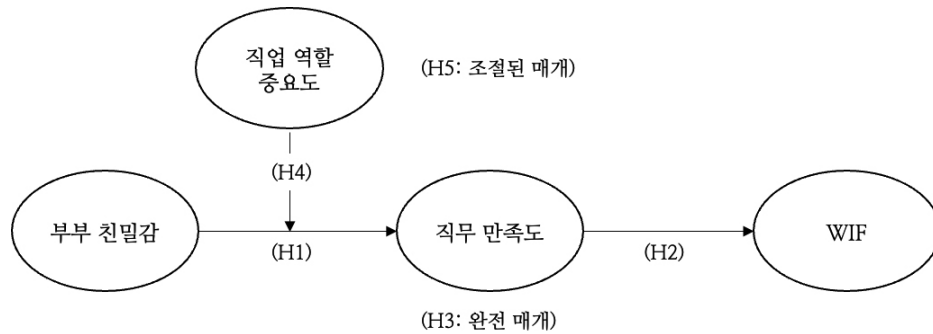 직업 역할
중요도
(H5: 조절된 매개)
(H4)
부부 친밀감
직무 만족도
WIF
(H1)
(H2)
(H3: 완전 매개)